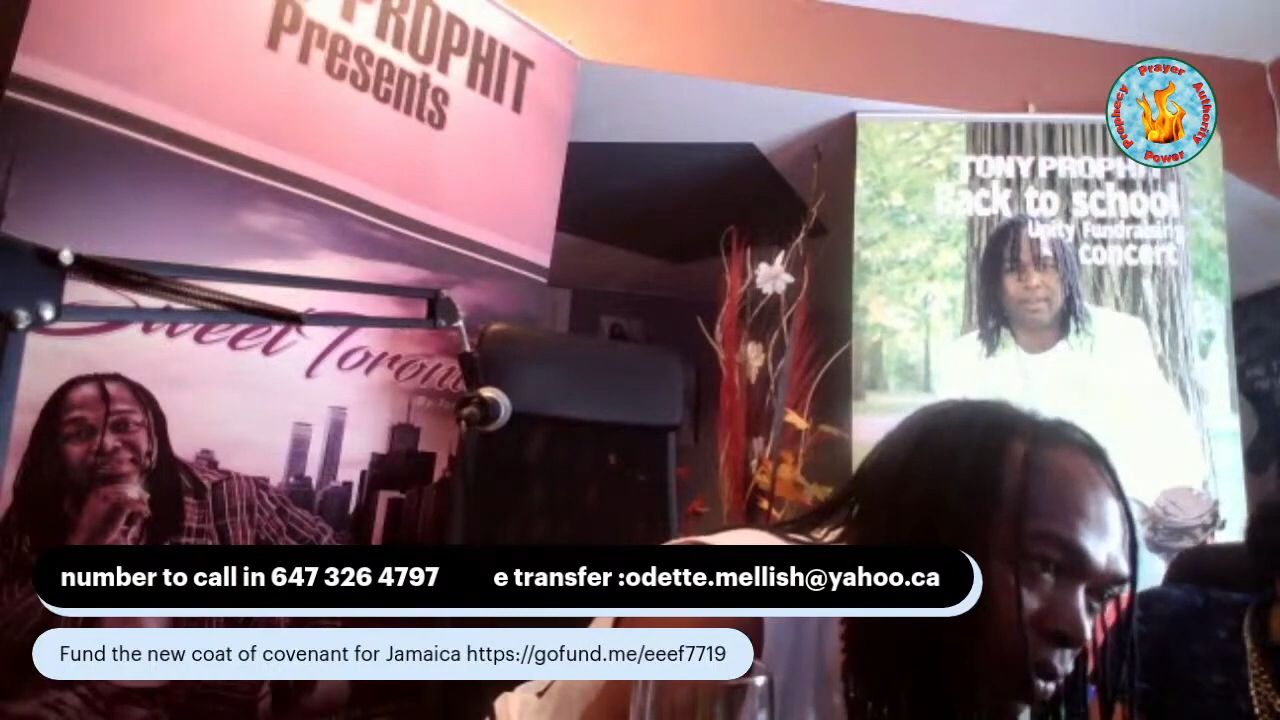 PROPHIT
Presents
Sweet Toron
TONY PROPHI
Back to school
Unity Fundraising
concert
Prayer
Authority
Power
Prophecy
number to call in 647 326 4797 e transfer :odette.mellish@yahoo.ca
Fund the new coat of covenant for Jamaica https://gofund.me/eeef7719